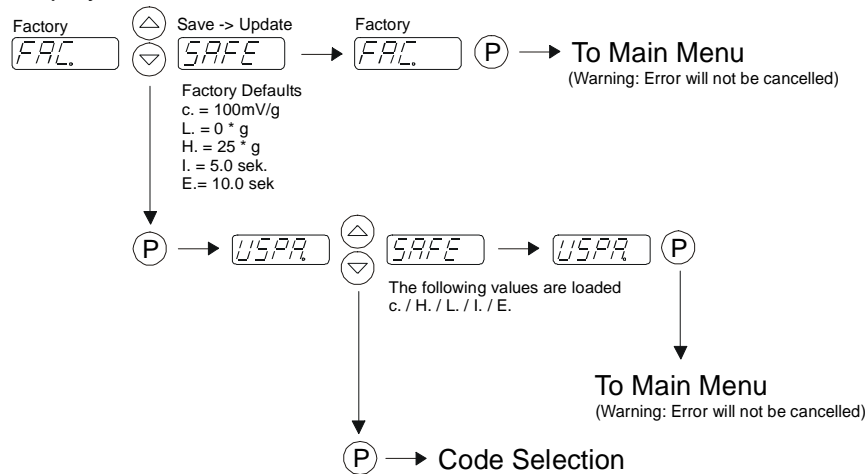 Factory
Save -> Update
Factory
FAC.
SAFE
FAC.
P
To Main Menu
(Warning: Error will not be cancelled)
Factory Defaults
c. = 100mV/g
L. = 0 * g
H. = 25 * g
I. = 5.0 sek.
E.= 10.0 sek
P
USPA.
SAFE
USPA.
P
The following values are loaded
c. / H. / L. / I. / E.
To Main Menu
(Warning: Error will not be cancelled)
P
Code Selection